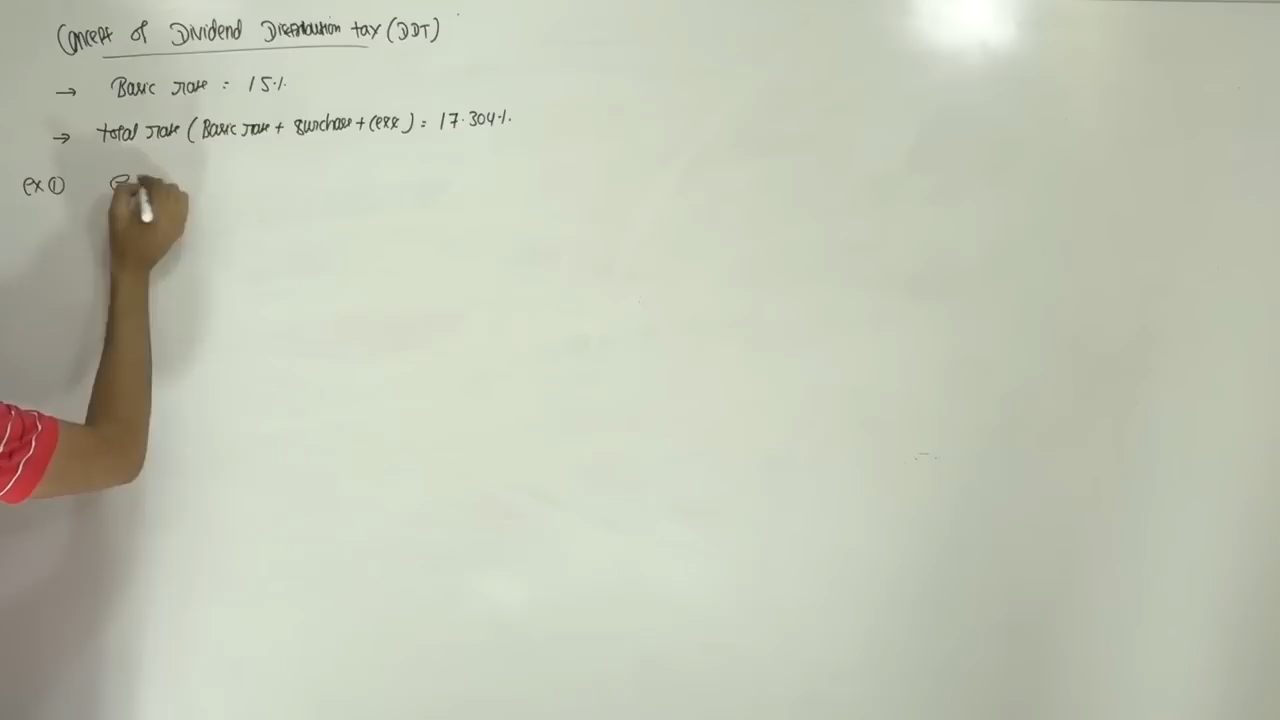 Concept of Dividend Distribution tax (DDT)
→ Basic rate = 15%
→ total rate (Basic rate + surcharge + cess) = 17.304%
ex ①